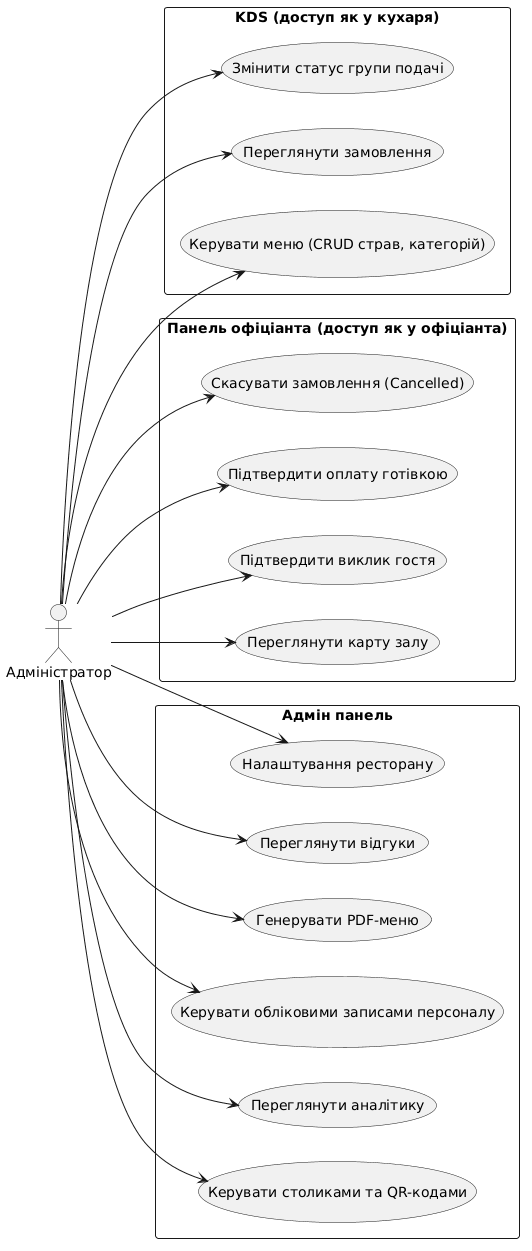 KDS (доступ як у кухаря)
Змінити статус групи подачі
Переглянути замовлення
Керувати меню (CRUD страв, категорій)
Панель офіціанта (доступ як у офіціанта)
Скасувати замовлення (Cancelled)
Підтвердити оплату готівкою
Підтвердити виклик гостя
Переглянути карту залу
Адміністратор
Адмін панель
Налаштування ресторану
Переглянути відгуки
Генерувати PDF-меню
Керувати обліковими записами персоналу
Переглянути аналітику
Керувати столиками та QR-кодами